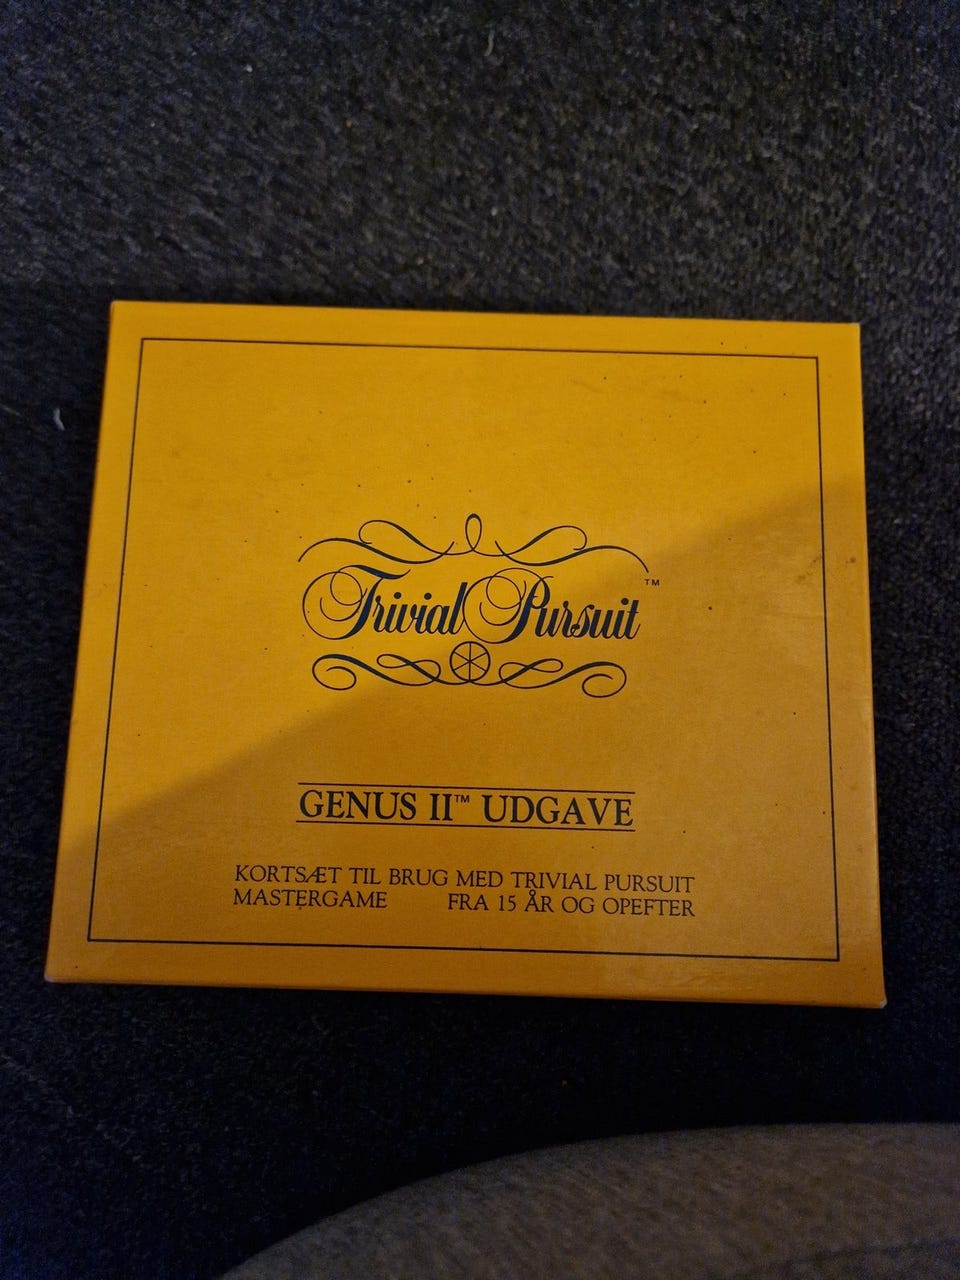 Trivial Pursuit™
GENUS II™ UDGAVE
KORTSÆT TIL BRUG MED TRIVIAL PURSUIT
MASTERGAME FRA 15 ÅR OG OPEFTER